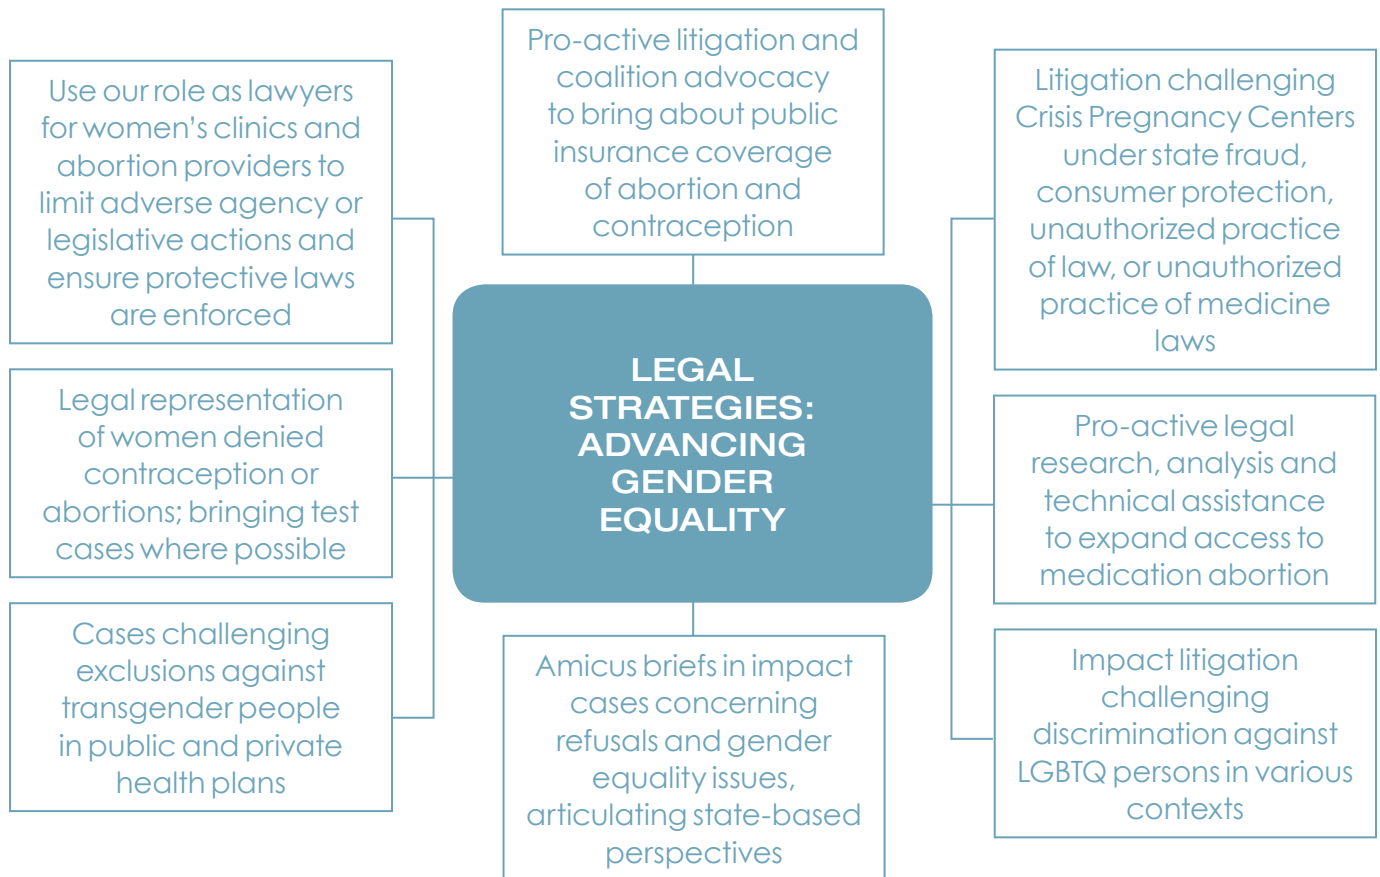 Use our role as lawyers
for women’s clinics and
abortion providers to
limit adverse agency or
legislative actions and
ensure protective laws
are enforced
Legal representation
of women denied
contraception or
abortions; bringing test
cases where possible
Cases challenging
exclusions against
transgender people
in public and private
health plans
Pro-active litigation and
coalition advocacy
to bring about public
insurance coverage
of abortion and
contraception
LEGAL
STRATEGIES:
ADVANCING
GENDER
EQUALITY
Amicus briefs in impact
cases concerning
refusals and gender
equality issues,
articulating state-based
perspectives
Litigation challenging
Crisis Pregnancy Centers
under state fraud,
consumer protection,
unauthorized practice
of law, or unauthorized
practice of medicine
laws
Pro-active legal
research, analysis and
technical assistance
to expand access to
medication abortion
Impact litigation
challenging
discrimination against
LGBTQ persons in various
contexts